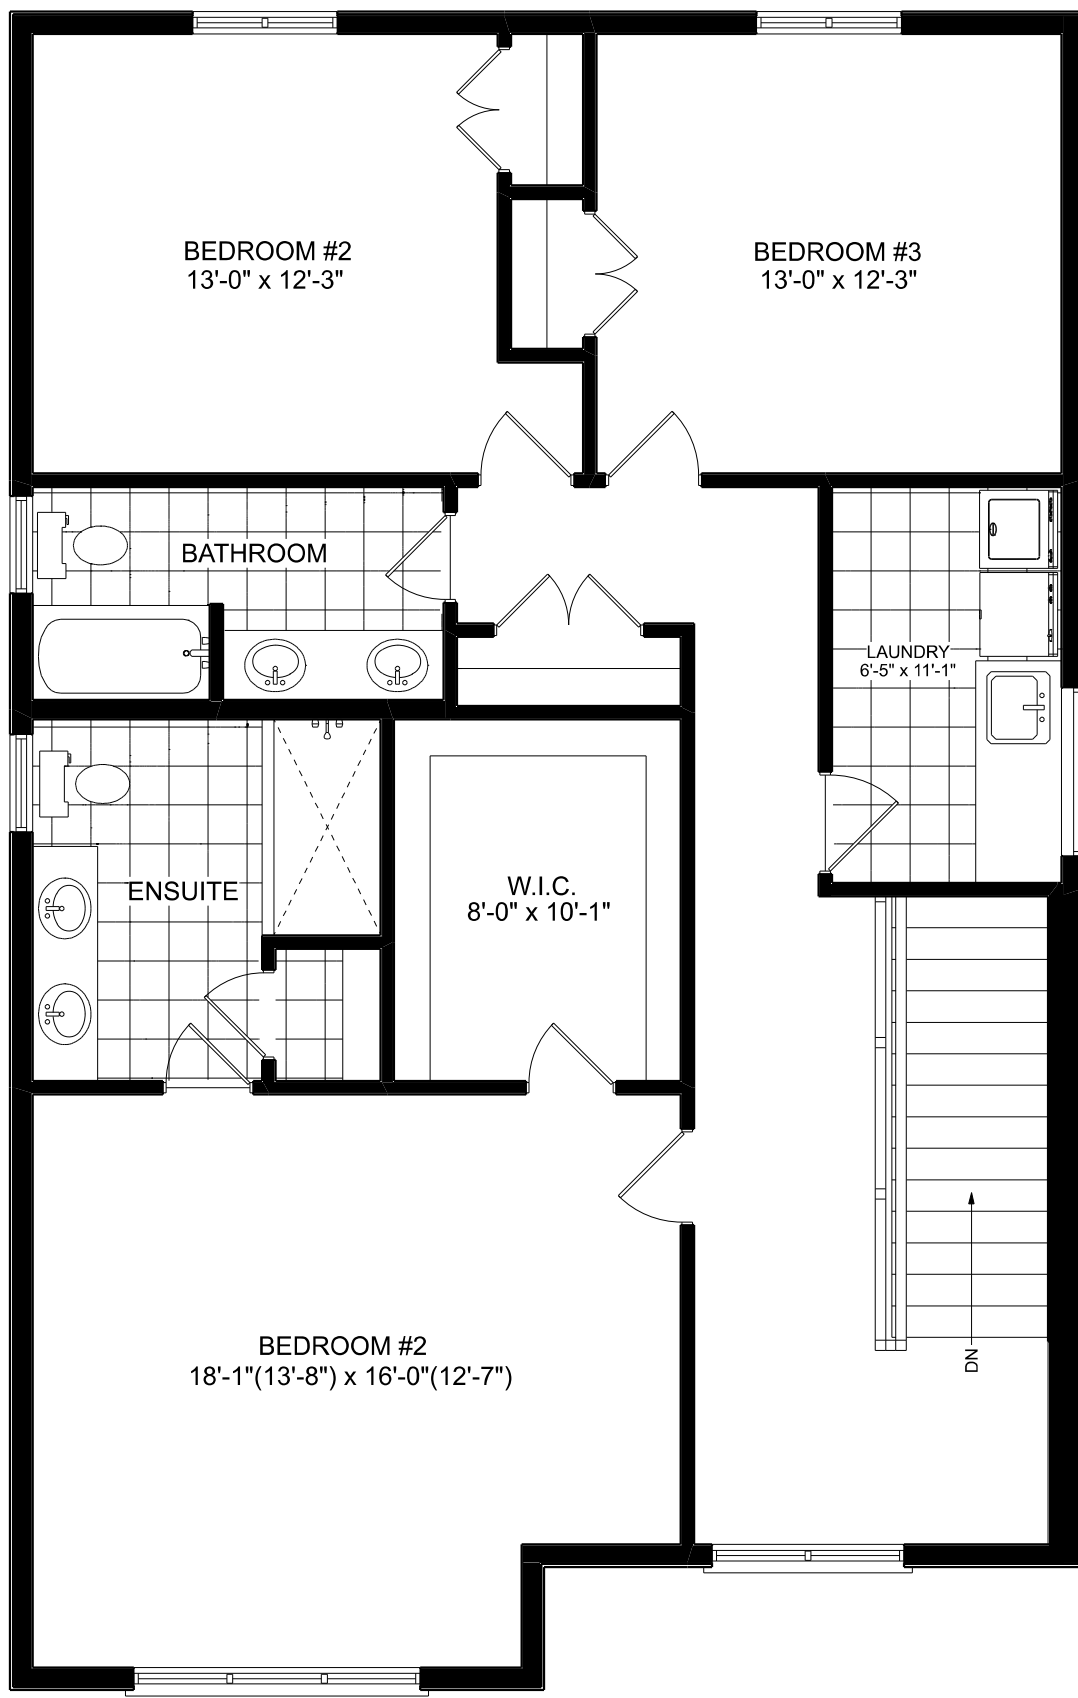 BEDROOM #2
13'-0" x 12'-3"
BEDROOM #3
13'-0" x 12'-3"
BATHROOM
LAUNDRY
6'-5" x 11'-1"
ENSUITE
W.I.C.
8'-0" x 10'-1"
BEDROOM #2
18'-1"(13'-8") x 16'-0"(12'-7")
DN